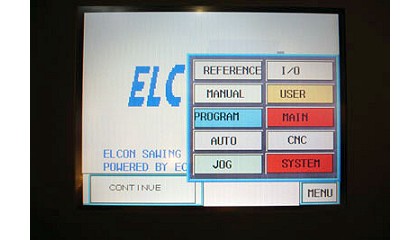 ELC
REFERENCE I/O
MANUAL USER
PROGRAM MAIN
AUTO CNC
JOG SYSTEM
ELCON SAWING
POWERED BY EC
CONTINUE
MENU